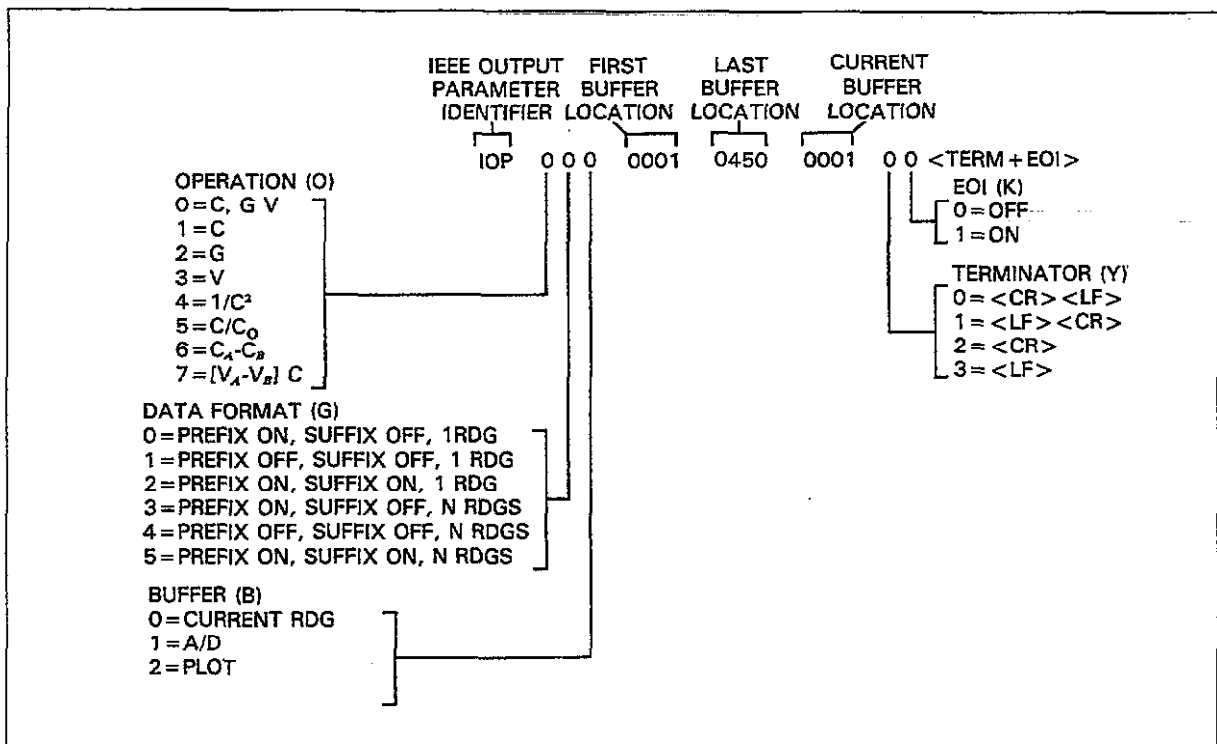 IEEE OUTPUT PARAMETER IDENTIFIER
FIRST BUFFER LOCATION
LAST BUFFER LOCATION
CURRENT BUFFER LOCATION
IOP 0 0 0 0001 0450 0001 0 0 <TERM + EOI>
OPERATION (O)
0=C, G V
1=C
2=G
3=V
4=1/C²
5=C/C₀
6=C_A-C_B
7=[V_A-V_B] C
EOI (K)
0=OFF
1=ON
TERMINATOR (Y)
0=<CR><LF>
1=<LF><CR>
2=<CR>
3=<LF>
DATA FORMAT (G)
0=PREFIX ON, SUFFIX OFF, 1RDG
1=PREFIX OFF, SUFFIX OFF, 1 RDG
2=PREFIX ON, SUFFIX ON, 1 RDG
3=PREFIX ON, SUFFIX OFF, N RDGS
4=PREFIX OFF, SUFFIX OFF, N RDGS
5=PREFIX ON, SUFFIX ON, N RDGS
BUFFER (B)
0=CURRENT RDG
1=A/D
2=PLOT